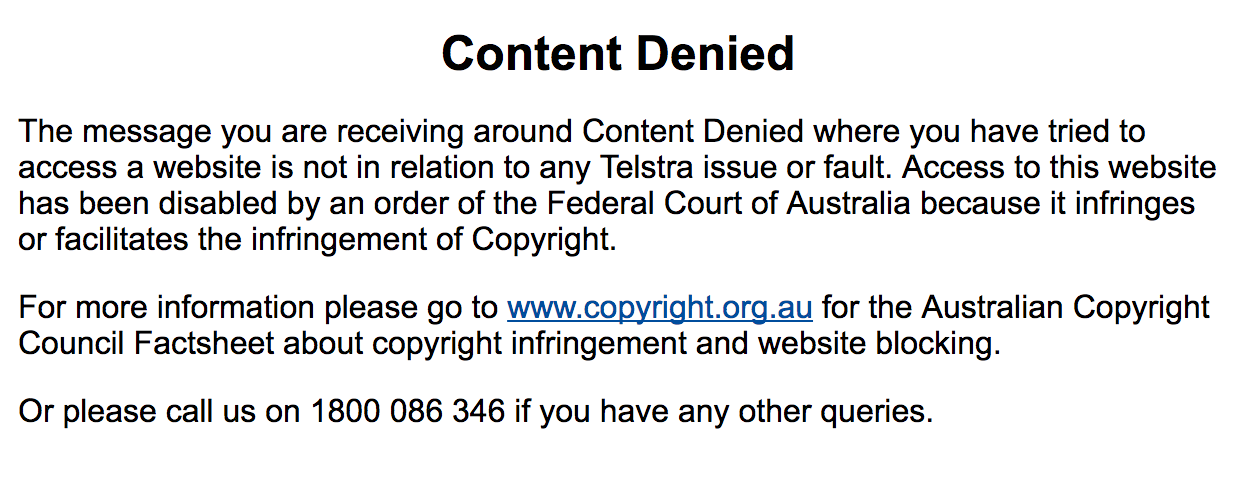 Content Denied
The message you are receiving around Content Denied where you have tried to
access a website is not in relation to any Telstra issue or fault. Access to this website
has been disabled by an order of the Federal Court of Australia because it infringes
or facilitates the infringement of Copyright.
For more information please go to www.copyright.org.au for the Australian Copyright
Council Factsheet about copyright infringement and website blocking.
Or please call us on 1800 086 346 if you have any other queries.